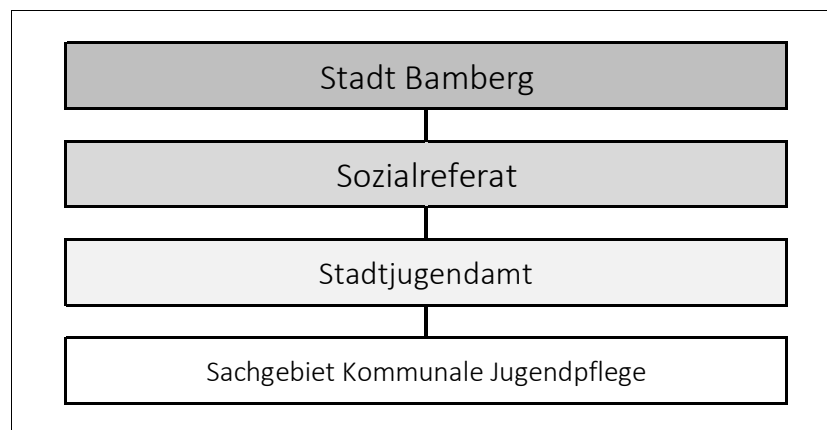 Stadt Bamberg
Sozialreferat
Stadtjugendamt
Sachgebiet Kommunale Jugendpflege